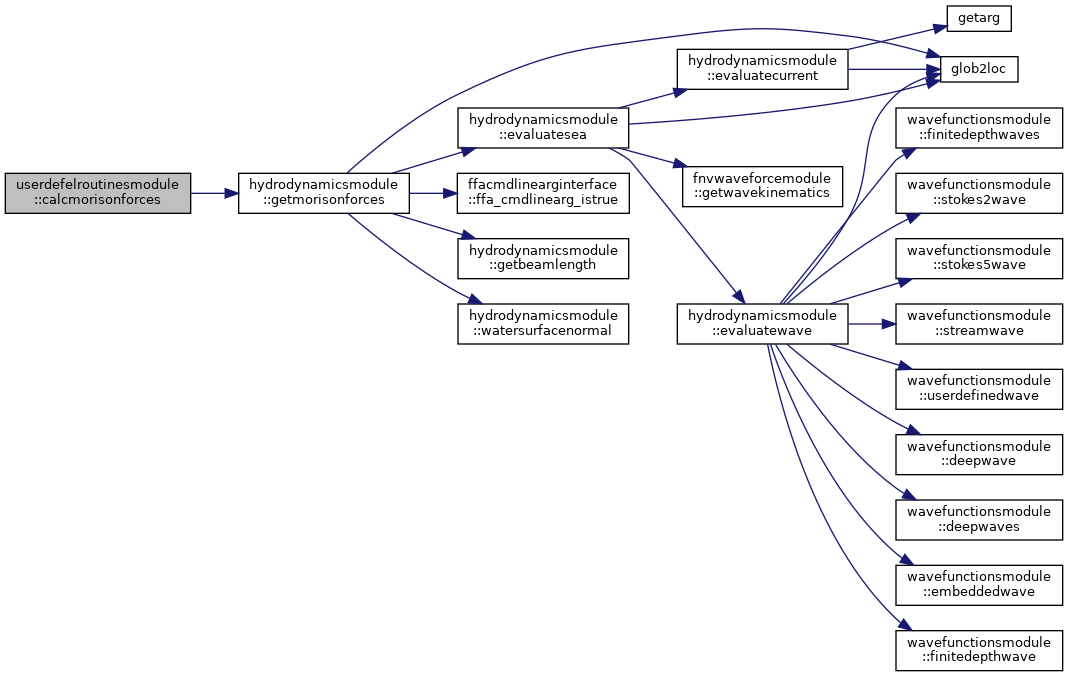 getarg
hydrodynamicsmodule
::evaluatecurrent
glob2loc
hydrodynamicsmodule
::evaluatesea
wavefunctionsmodule
::finitedepthwaves
userdefelroutinesmodule
::calcmorisonforces
hydrodynamicsmodule
::getmorisonforces
ffacmdlinearginterface
::ffa_cmdlinearg_istrue
fnvwaveforcemodule
::getwavekinematics
wavefunctionsmodule
::stokes2wave
hydrodynamicsmodule
::getbeamlength
wavefunctionsmodule
::stokes5wave
hydrodynamicsmodule
::watersurfacenormal
hydrodynamicsmodule
::evaluatewave
wavefunctionsmodule
::streamwave
wavefunctionsmodule
::userdefinedwave
wavefunctionsmodule
::deepwave
wavefunctionsmodule
::deepwaves
wavefunctionsmodule
::embeddedwave
wavefunctionsmodule
::finitedepthwave